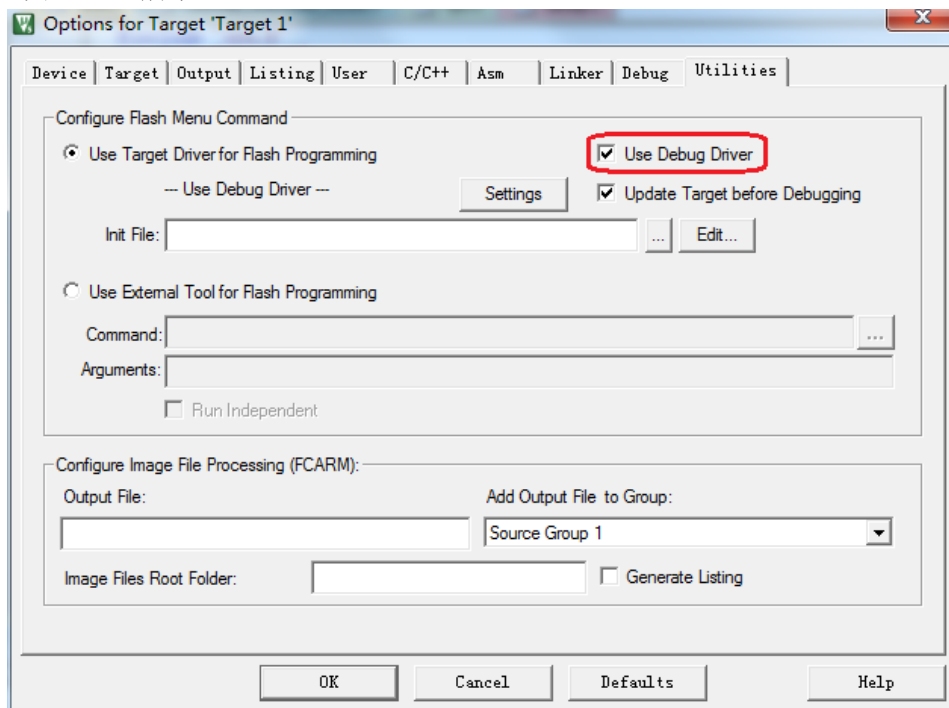 Options for Target 'Target 1'
Device Target Output Listing User C/C++ Asm Linker Debug Utilities
Configure Flash Menu Command
Use Target Driver for Flash Programming Use Debug Driver
--- Use Debug Driver --- Settings Update Target before Debugging
Init File: ... Edit...
Use External Tool for Flash Programming
Command: ...
Arguments:
Run Independent
Configure Image File Processing (FCARM):
Output File: Add Output File to Group:
Source Group 1
Image Files Root Folder: Generate Listing
OK Cancel Defaults Help